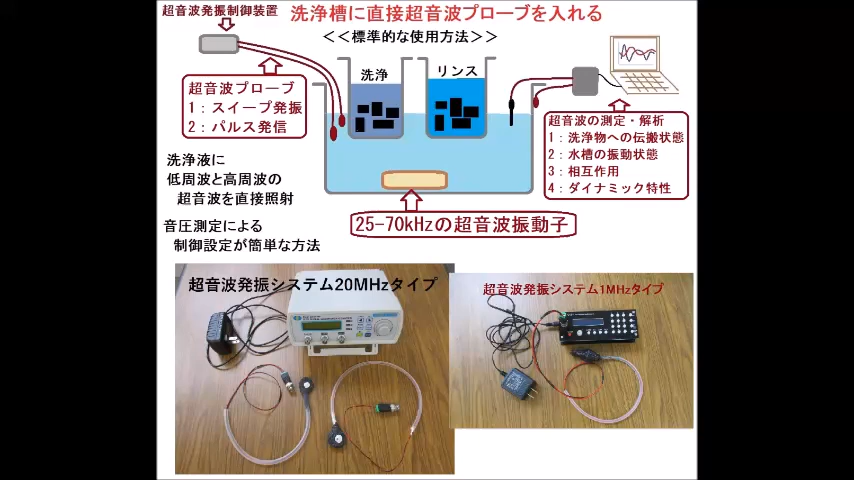 超音波発振制御装置
洗浄槽に直接超音波プローブを入れる
＜＜標準的な使用方法＞＞
洗浄
リンス
超音波プローブ
1：スイープ発振
2：パルス発信
超音波の測定・解析
1：洗浄物への伝搬状態
2：水槽の振動状態
3：相互作用
4：ダイナミック特性
洗浄液に
低周波と高周波の
超音波を直接照射
25-70kHzの超音波振動子
音圧測定による
制御設定が簡単な方法
超音波発振システム20MHzタイプ
超音波発振システム1MHzタイプ